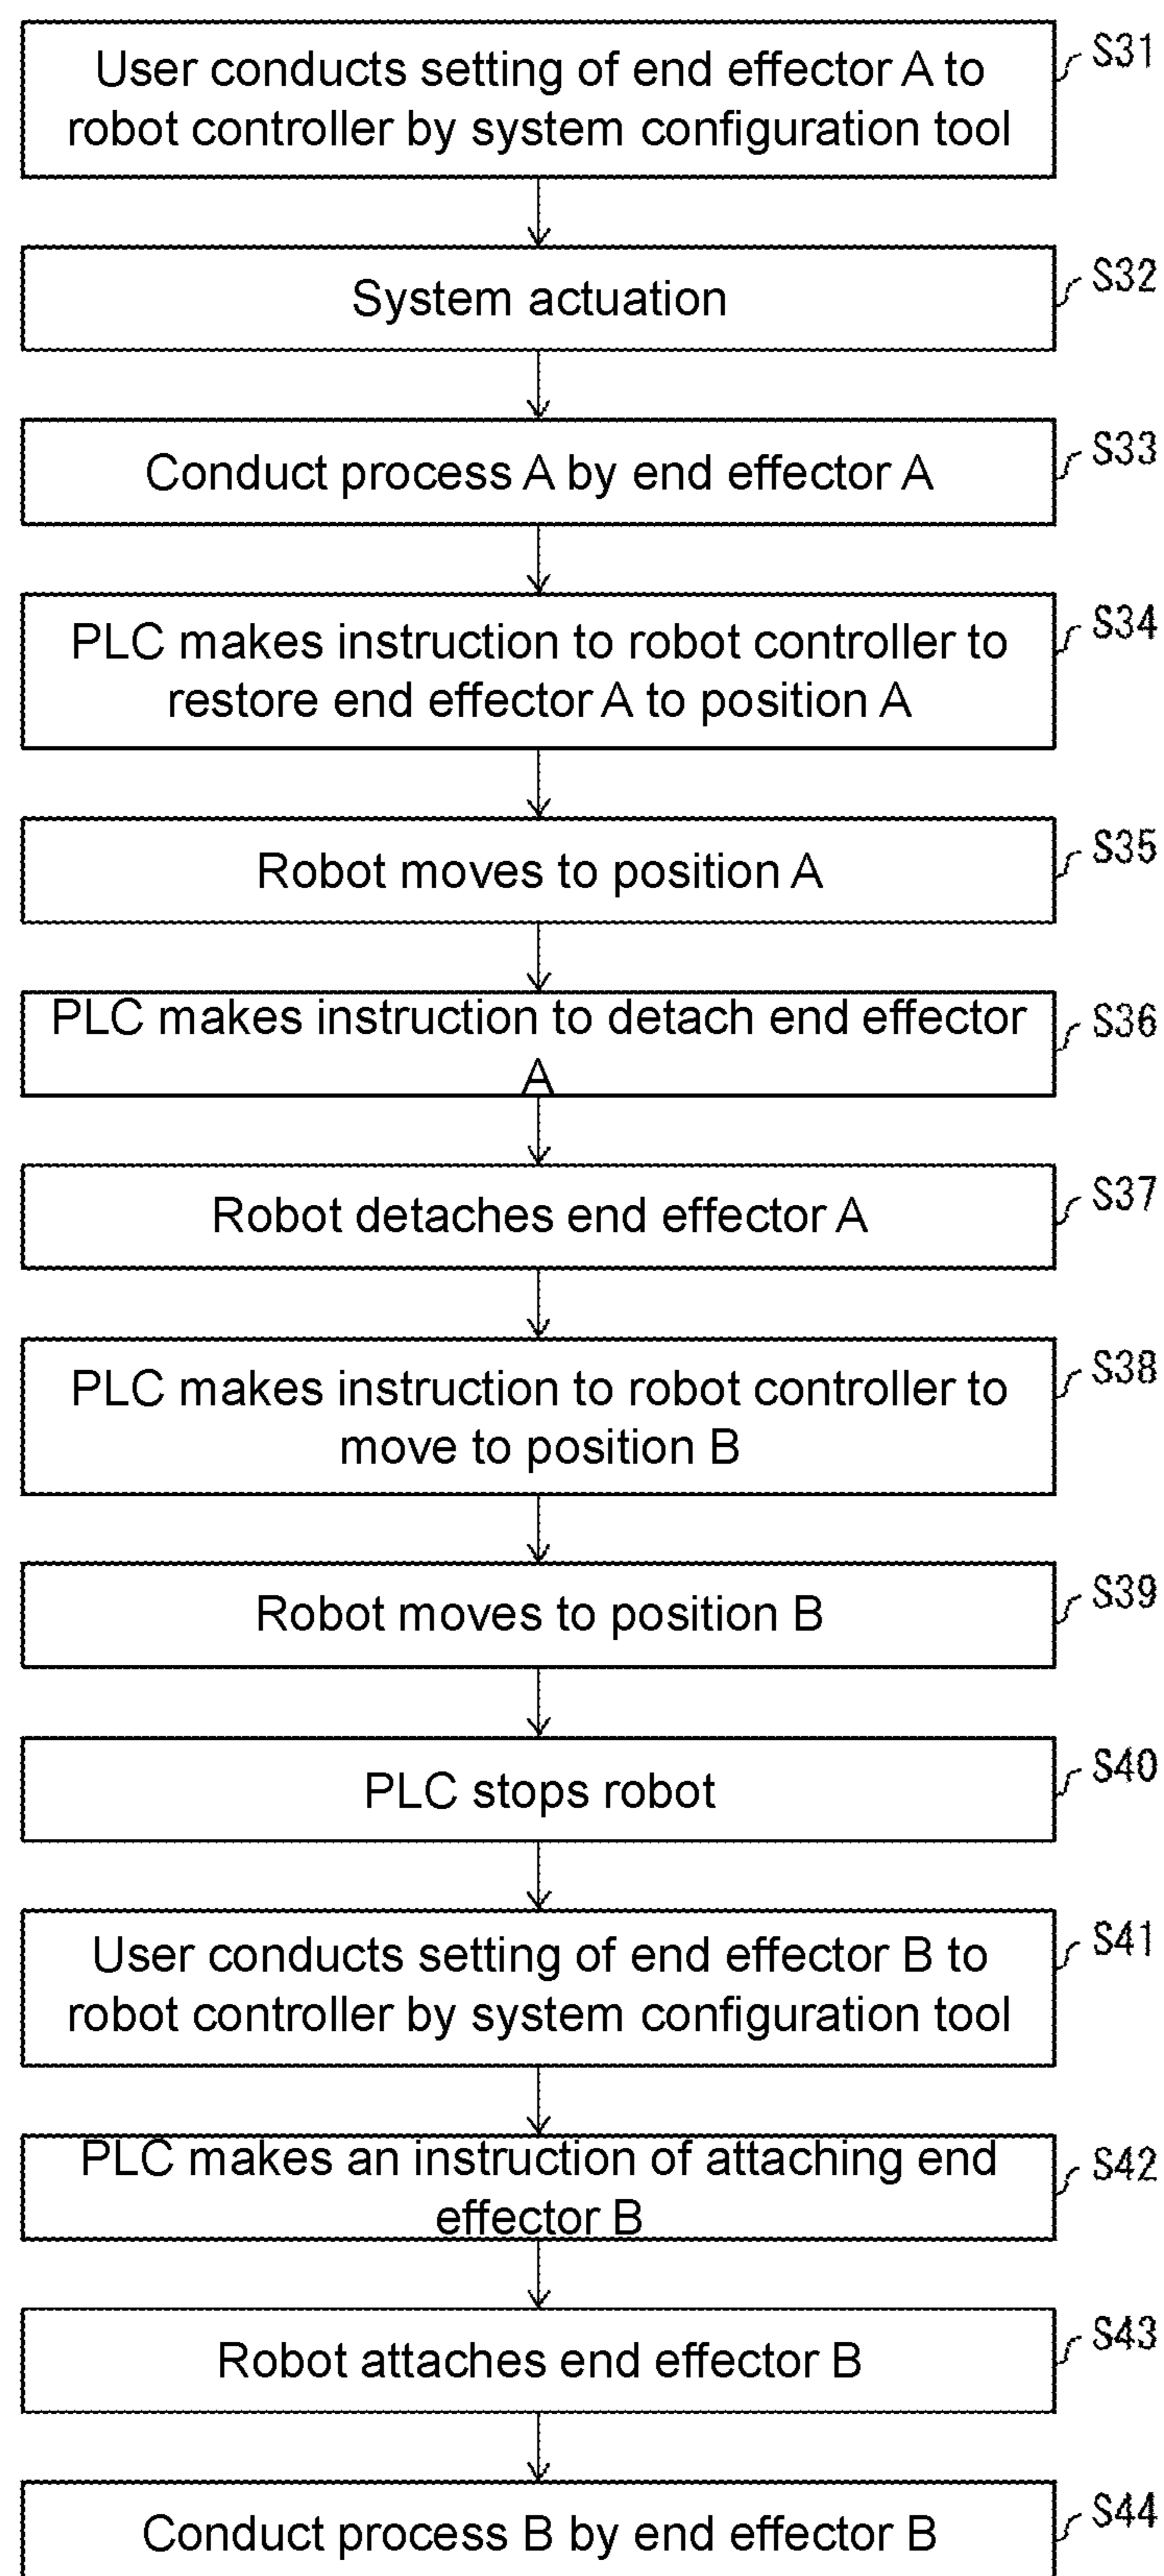 User conducts setting of end effector A to
robot controller by system configuration tool
S31
System actuation
S32
Conduct process A by end effector A
S33
PLC makes instruction to robot controller to
restore end effector A to position A
S34
Robot moves to position A
S35
PLC makes instruction to detach end effector
A
S36
Robot detaches end effector A
S37
PLC makes instruction to robot controller to
move to position B
S38
Robot moves to position B
S39
PLC stops robot
S40
User conducts setting of end effector B to
robot controller by system configuration tool
S41
PLC makes an instruction of attaching end
effector B
S42
Robot attaches end effector B
S43
Conduct process B by end effector B
S44